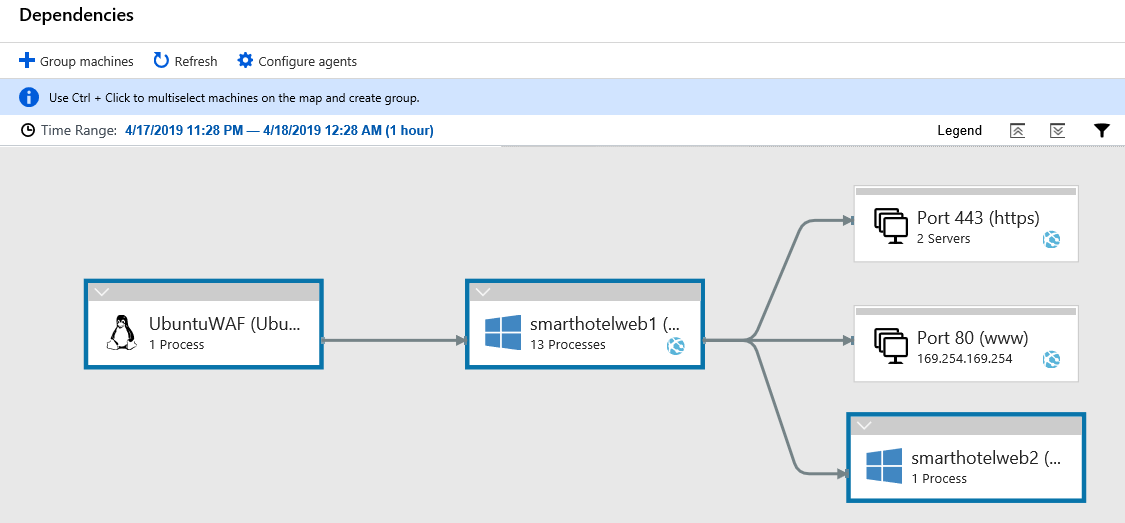 Dependencies
Group machines Refresh Configure agents
Use Ctrl + Click to multiselect machines on the map and create group.
Time Range: 4/17/2019 11:28 PM — 4/18/2019 12:28 AM (1 hour) Legend
Port 443 (https)
2 Servers
UbuntuWAF (Ubu...
1 Process
smarthotelweb1 (...
13 Processes
Port 80 (www)
169.254.169.254
smarthotelweb2 (...
1 Process